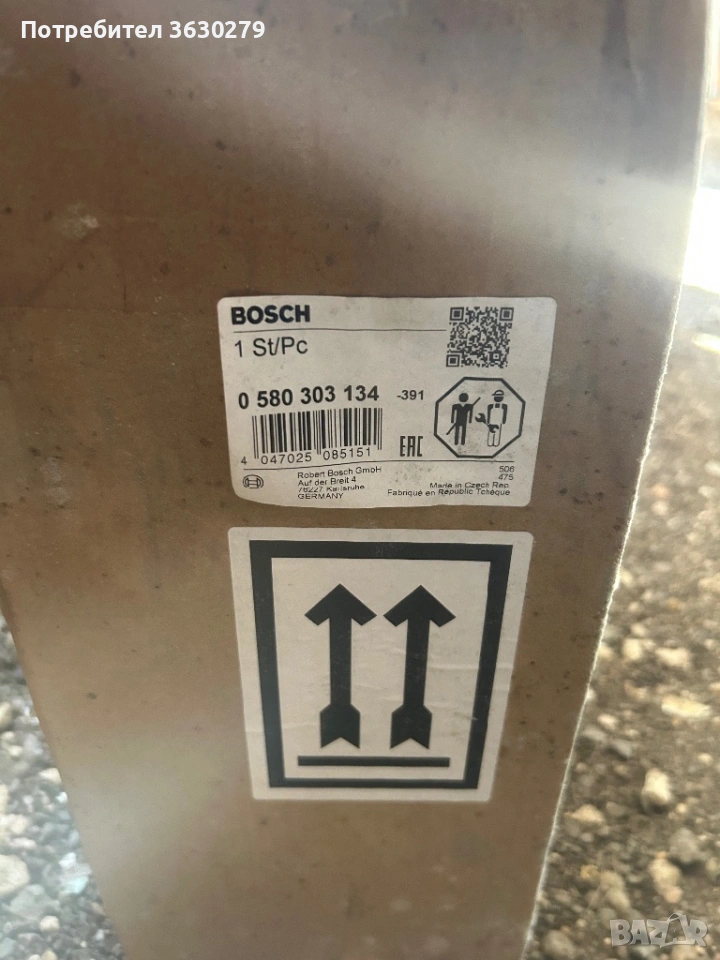 Потребител 3630279
BOSCH
1 St/Pc
0 580 303 134 -391
4 047025 085151
EAC
Robert Bosch GmbH
Auf der Breit 4
76227 Karlsruhe
GERMANY
506
475
Made in Czech Rep.
Fabriqué en République Tchèque
BAZAR